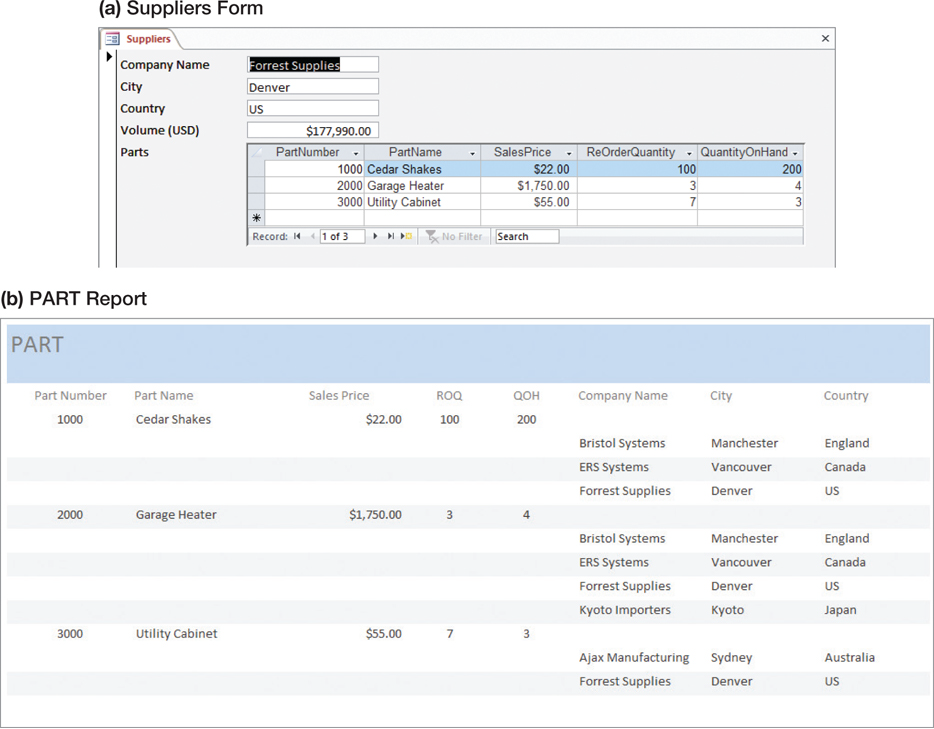 (a) Suppliers Form
Suppliers
Company Name Forrest Supplies
City Denver
Country US
Volume (USD) $177,990.00
Parts
PartNumber PartName SalesPrice ReOrderQuantity QuantityOnHand
1000 Cedar Shakes $22.00 100 200
2000 Garage Heater $1,750.00 3 4
3000 Utility Cabinet $55.00 7 3
Record: 1 of 3 No Filter Search
(b) PART Report
PART
Part Number Part Name Sales Price ROQ QOH Company Name City Country
1000 Cedar Shakes $22.00 100 200
Bristol Systems Manchester England
ERS Systems Vancouver Canada
Forrest Supplies Denver US
2000 Garage Heater $1,750.00 3 4
Bristol Systems Manchester England
ERS Systems Vancouver Canada
Forrest Supplies Denver US
Kyoto Importers Kyoto Japan
3000 Utility Cabinet $55.00 7 3
Ajax Manufacturing Sydney Australia
Forrest Supplies Denver US